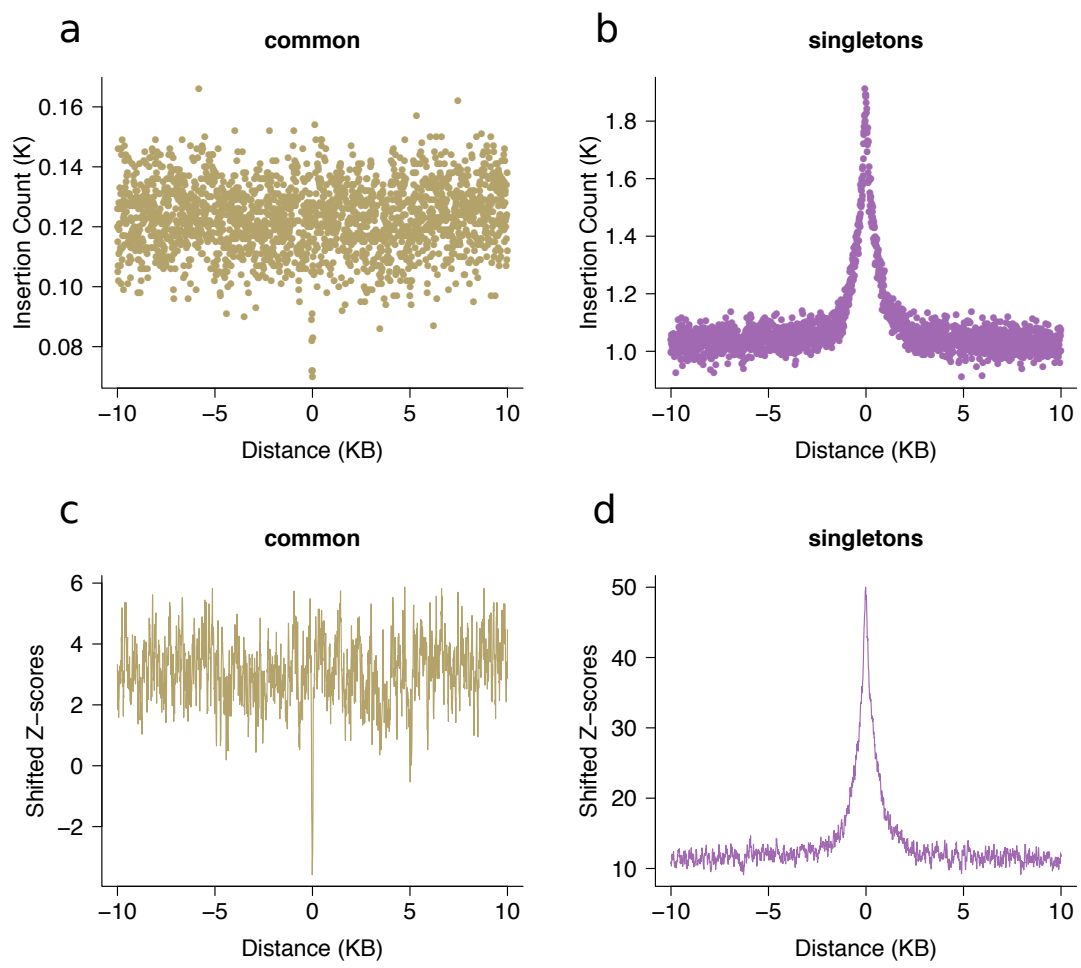 a
common
Insertion Count (K)
0.16
0.14
0.12
0.10
0.08
−10 −5 0 5 10
Distance (KB)
b
singletons
Insertion Count (K)
1.8
1.6
1.4
1.2
1.0
−10 −5 0 5 10
Distance (KB)
c
common
Shifted Z−scores
6
4
2
0
−2
−10 −5 0 5 10
Distance (KB)
d
singletons
Shifted Z−scores
50
40
30
20
10
−10 −5 0 5 10
Distance (KB)